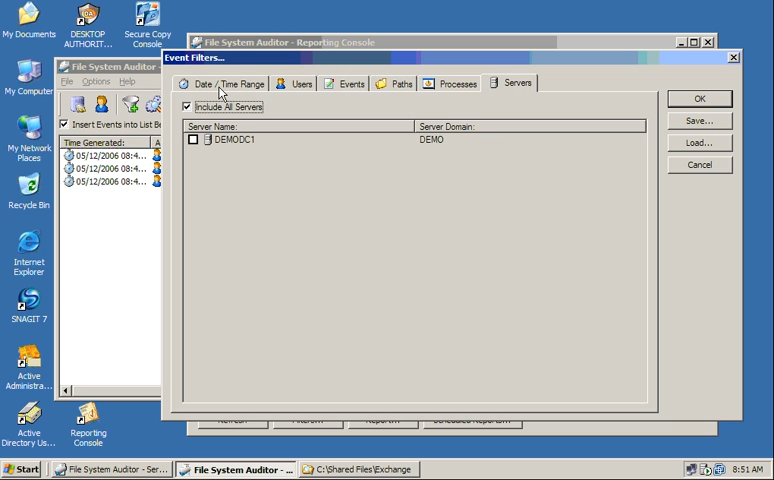 My Documents
DESKTOP
AUTHORIT...
Secure Copy
Console
My Computer
My Network
Places
Recycle Bin
Internet
Explorer
SNAGIT 7
Active
Administra...
Active
Directory Us...
Reporting
Console
File System Auditor - Reporting Console
File System Auditor -
File Options Help
Insert Events into List Be
Time Generated:
05/12/2006 08:4...
05/12/2006 08:4...
05/12/2006 08:4...
Event Filters...
Date / Time Range
Users
Events
Paths
Processes
Servers
Include All Servers
Server Name:
Server Domain:
DEMODC1
DEMO
OK
Save...
Load...
Cancel
Refresh
Filters...
Report...
Scheduled Reports...
Start
File System Auditor - Ser...
File System Auditor - ...
C:\Shared Files\Exchange
8:51 AM